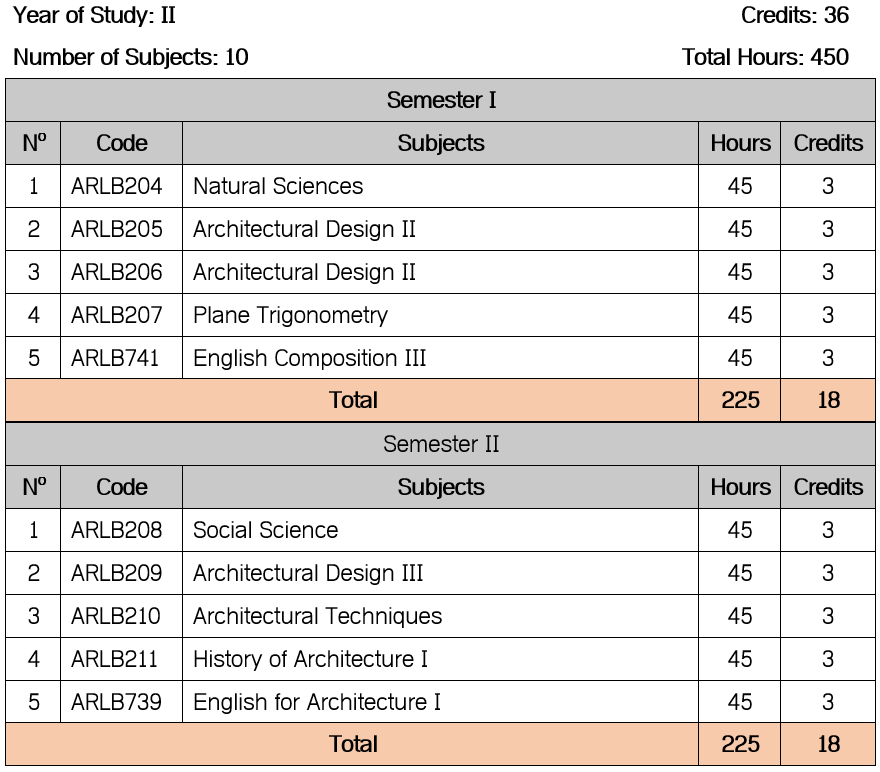 Year of Study: II Credits: 36
Number of Subjects: 10 Total Hours: 450
Semester I
Nº Code Subjects Hours Credits
1 ARLB204 Natural Sciences 45 3
2 ARLB205 Architectural Design II 45 3
3 ARLB206 Architectural Design II 45 3
4 ARLB207 Plane Trigonometry 45 3
5 ARLB741 English Composition III 45 3
Total 225 18
Semester II
Nº Code Subjects Hours Credits
1 ARLB208 Social Science 45 3
2 ARLB209 Architectural Design III 45 3
3 ARLB210 Architectural Techniques 45 3
4 ARLB211 History of Architecture I 45 3
5 ARLB739 English for Architecture I 45 3
Total 225 18